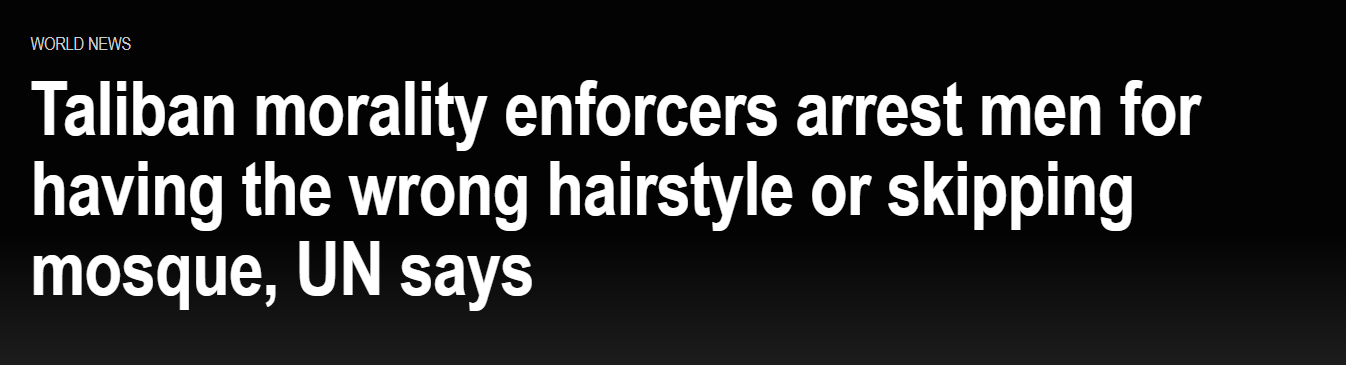 WORLD NEWS
Taliban morality enforcers arrest men for
having the wrong hairstyle or skipping
mosque, UN says